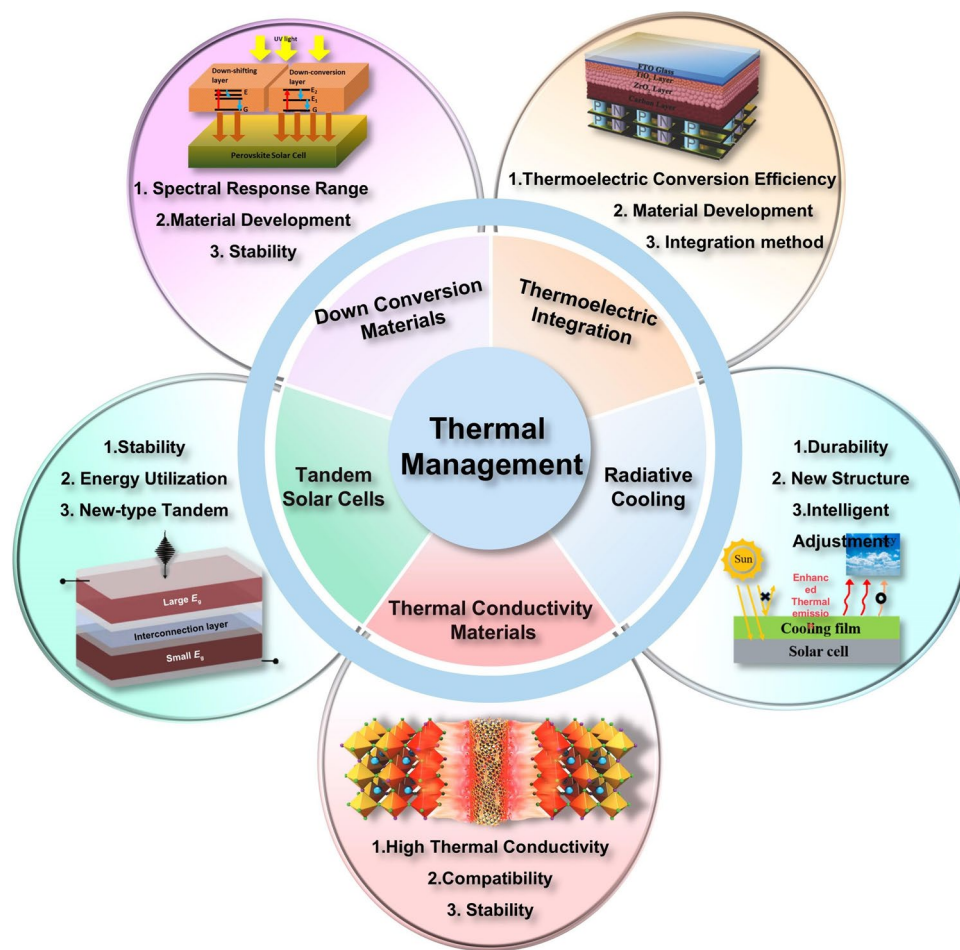 UV light
Down-shifting
layer
Down-conversion
layer
E
G
E₂
E₁
G
Perovskite Solar Cell
1. Spectral Response Range
2.Material Development
3. Stability
FTO Glass
TiO₂ Layer
ZrO₂ Layer
Carbon Layer
P N P N P N
1.Thermoelectric Conversion Efficiency
2. Material Development
3. Integration method
Down Conversion
Materials
Thermoelectric
Integration
Thermal
Management
Tandem
Solar Cells
Radiative
Cooling
Thermal Conductivity
Materials
1.Stability
2. Energy Utilization
3. New-type Tandem
Large Eg
Interconnection layer
Small Eg
1.Durability
2. New Structure
3.Intelligent
Adjustment
Sun
Enhanc
ed
Thermal
emissio
Cooling film
Solar cell
1.High Thermal Conductivity
2.Compatibility
3. Stability